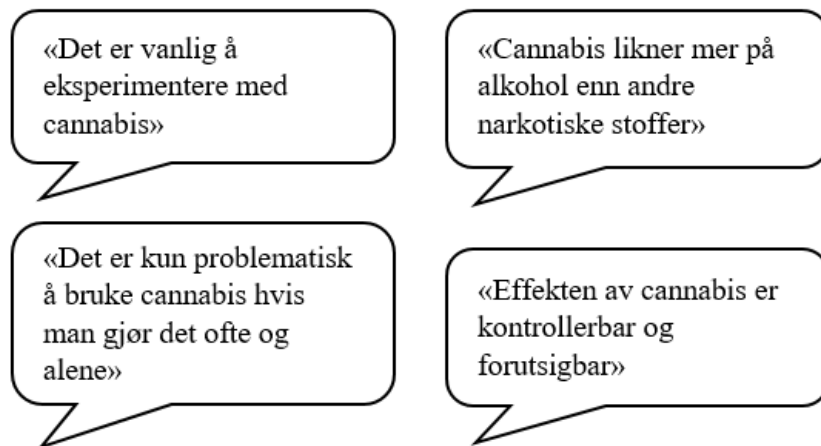 «Det er vanlig å
eksperimentere med
cannabis»
«Cannabis likner mer på
alkohol enn andre
narkotiske stoffer»
«Det er kun problematisk
å bruke cannabis hvis
man gjør det ofte og
alene»
«Effekten av cannabis er
kontrollerbar og
forutsigbar»